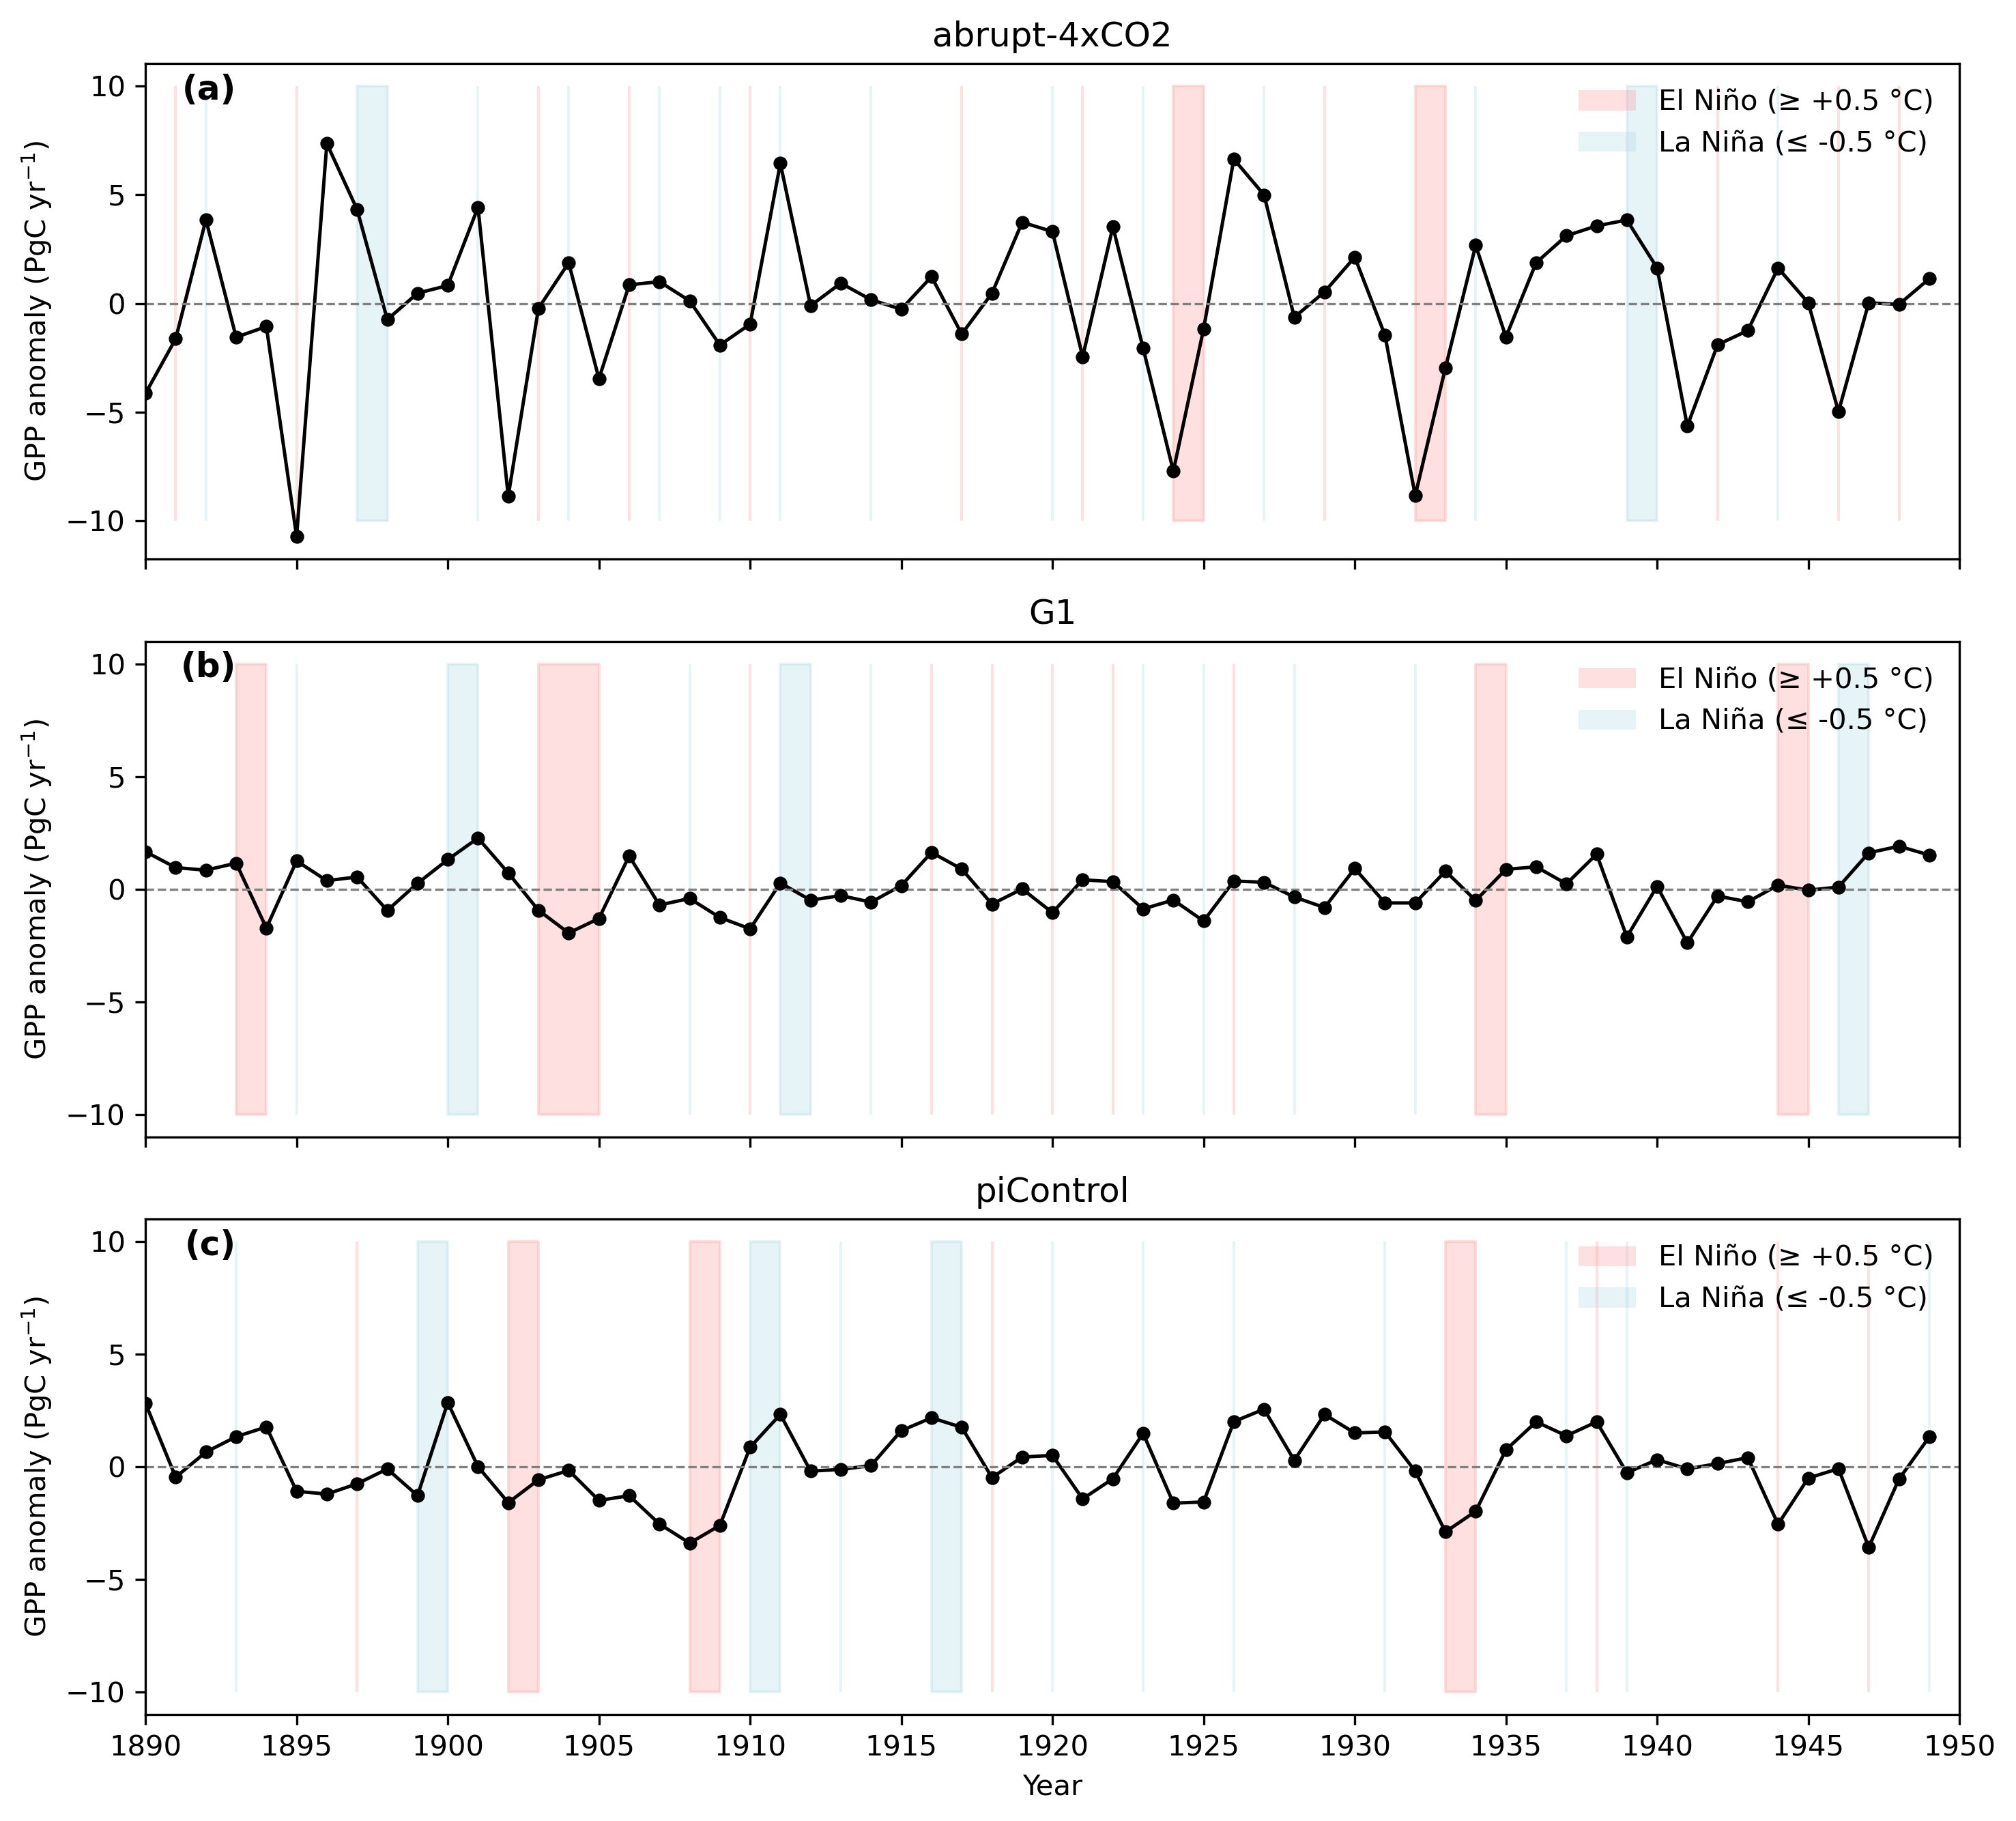 abrupt-4xCO2
(a)
El Niño (≥ +0.5 °C)
La Niña (≤ -0.5 °C)
GPP anomaly (PgC yr⁻¹)
10
5
0
−5
−10
G1
(b)
El Niño (≥ +0.5 °C)
La Niña (≤ -0.5 °C)
GPP anomaly (PgC yr⁻¹)
10
5
0
−5
−10
piControl
(c)
El Niño (≥ +0.5 °C)
La Niña (≤ -0.5 °C)
GPP anomaly (PgC yr⁻¹)
10
5
0
−5
−10
1890 1895 1900 1905 1910 1915 1920 1925 1930 1935 1940 1945 1950
Year